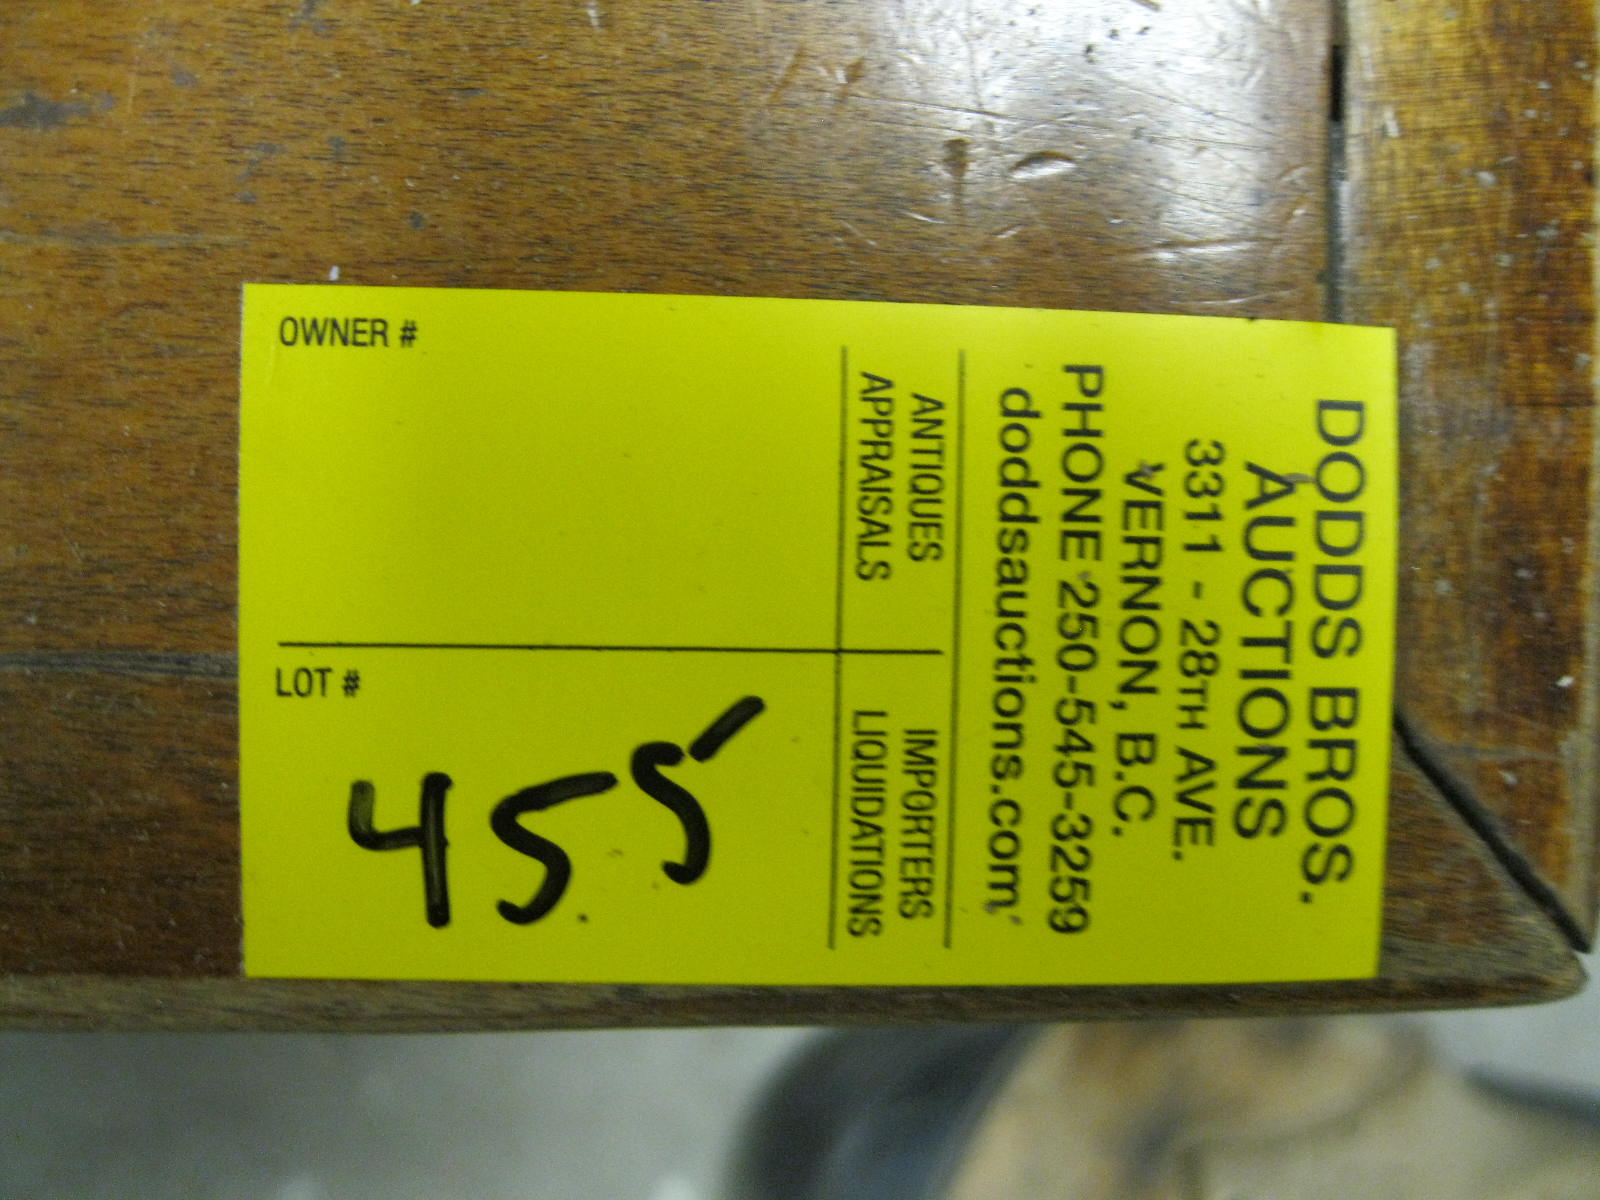 DODDS BROS.
AUCTIONS
3311 - 28TH AVE.
VERNON, B.C.
PHONE 250-545-3259
doddsauctions.com
ANTIQUES
APPRAISALS
IMPORTERS
LIQUIDATIONS
OWNER #
LOT #
455